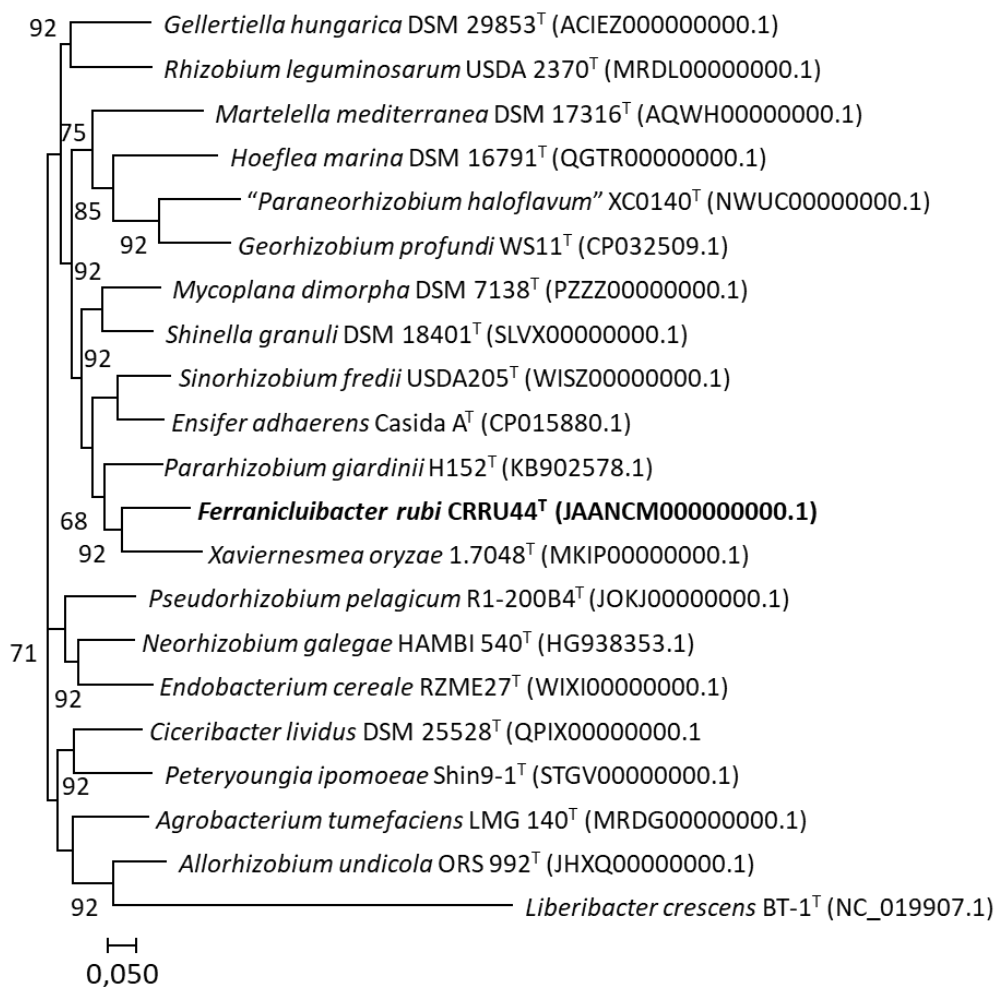 92
Gellertiella hungarica DSM 29853ᵀ (ACIEZ000000000.1)
Rhizobium leguminosarum USDA 2370ᵀ (MRDL00000000.1)
Martelella mediterranea DSM 17316ᵀ (AQWH00000000.1)
75
Hoeflea marina DSM 16791ᵀ (QGTR00000000.1)
“Paraneorhizobium haloflavum” XC0140ᵀ (NWUC00000000.1)
85
Georhizobium profundi WS11ᵀ (CP032509.1)
92
92
Mycoplana dimorpha DSM 7138ᵀ (PZZZ00000000.1)
Shinella granuli DSM 18401ᵀ (SLVX00000000.1)
92
Sinorhizobium fredii USDA205ᵀ (WISZ00000000.1)
Ensifer adhaerens Casida Aᵀ (CP015880.1)
Pararhizobium giardinii H152ᵀ (KB902578.1)
Ferranicluibacter rubi CRRU44ᵀ (JAANCM000000000.1)
68
92
Xaviernesmea oryzae 1.7048ᵀ (MKIP00000000.1)
Pseudorhizobium pelagicum R1-200B4ᵀ (JOKJ00000000.1)
Neorhizobium galegae HAMBI 540ᵀ (HG938353.1)
71
Endobacterium cereale RZME27ᵀ (WIXI00000000.1)
92
Ciceribacter lividus DSM 25528ᵀ (QPIX00000000.1
Peteryoungia ipomoeae Shin9-1ᵀ (STGV00000000.1)
92
Agrobacterium tumefaciens LMG 140ᵀ (MRDG00000000.1)
Allorhizobium undicola ORS 992ᵀ (JHXQ00000000.1)
92
Liberibacter crescens BT-1ᵀ (NC_019907.1)
0,050